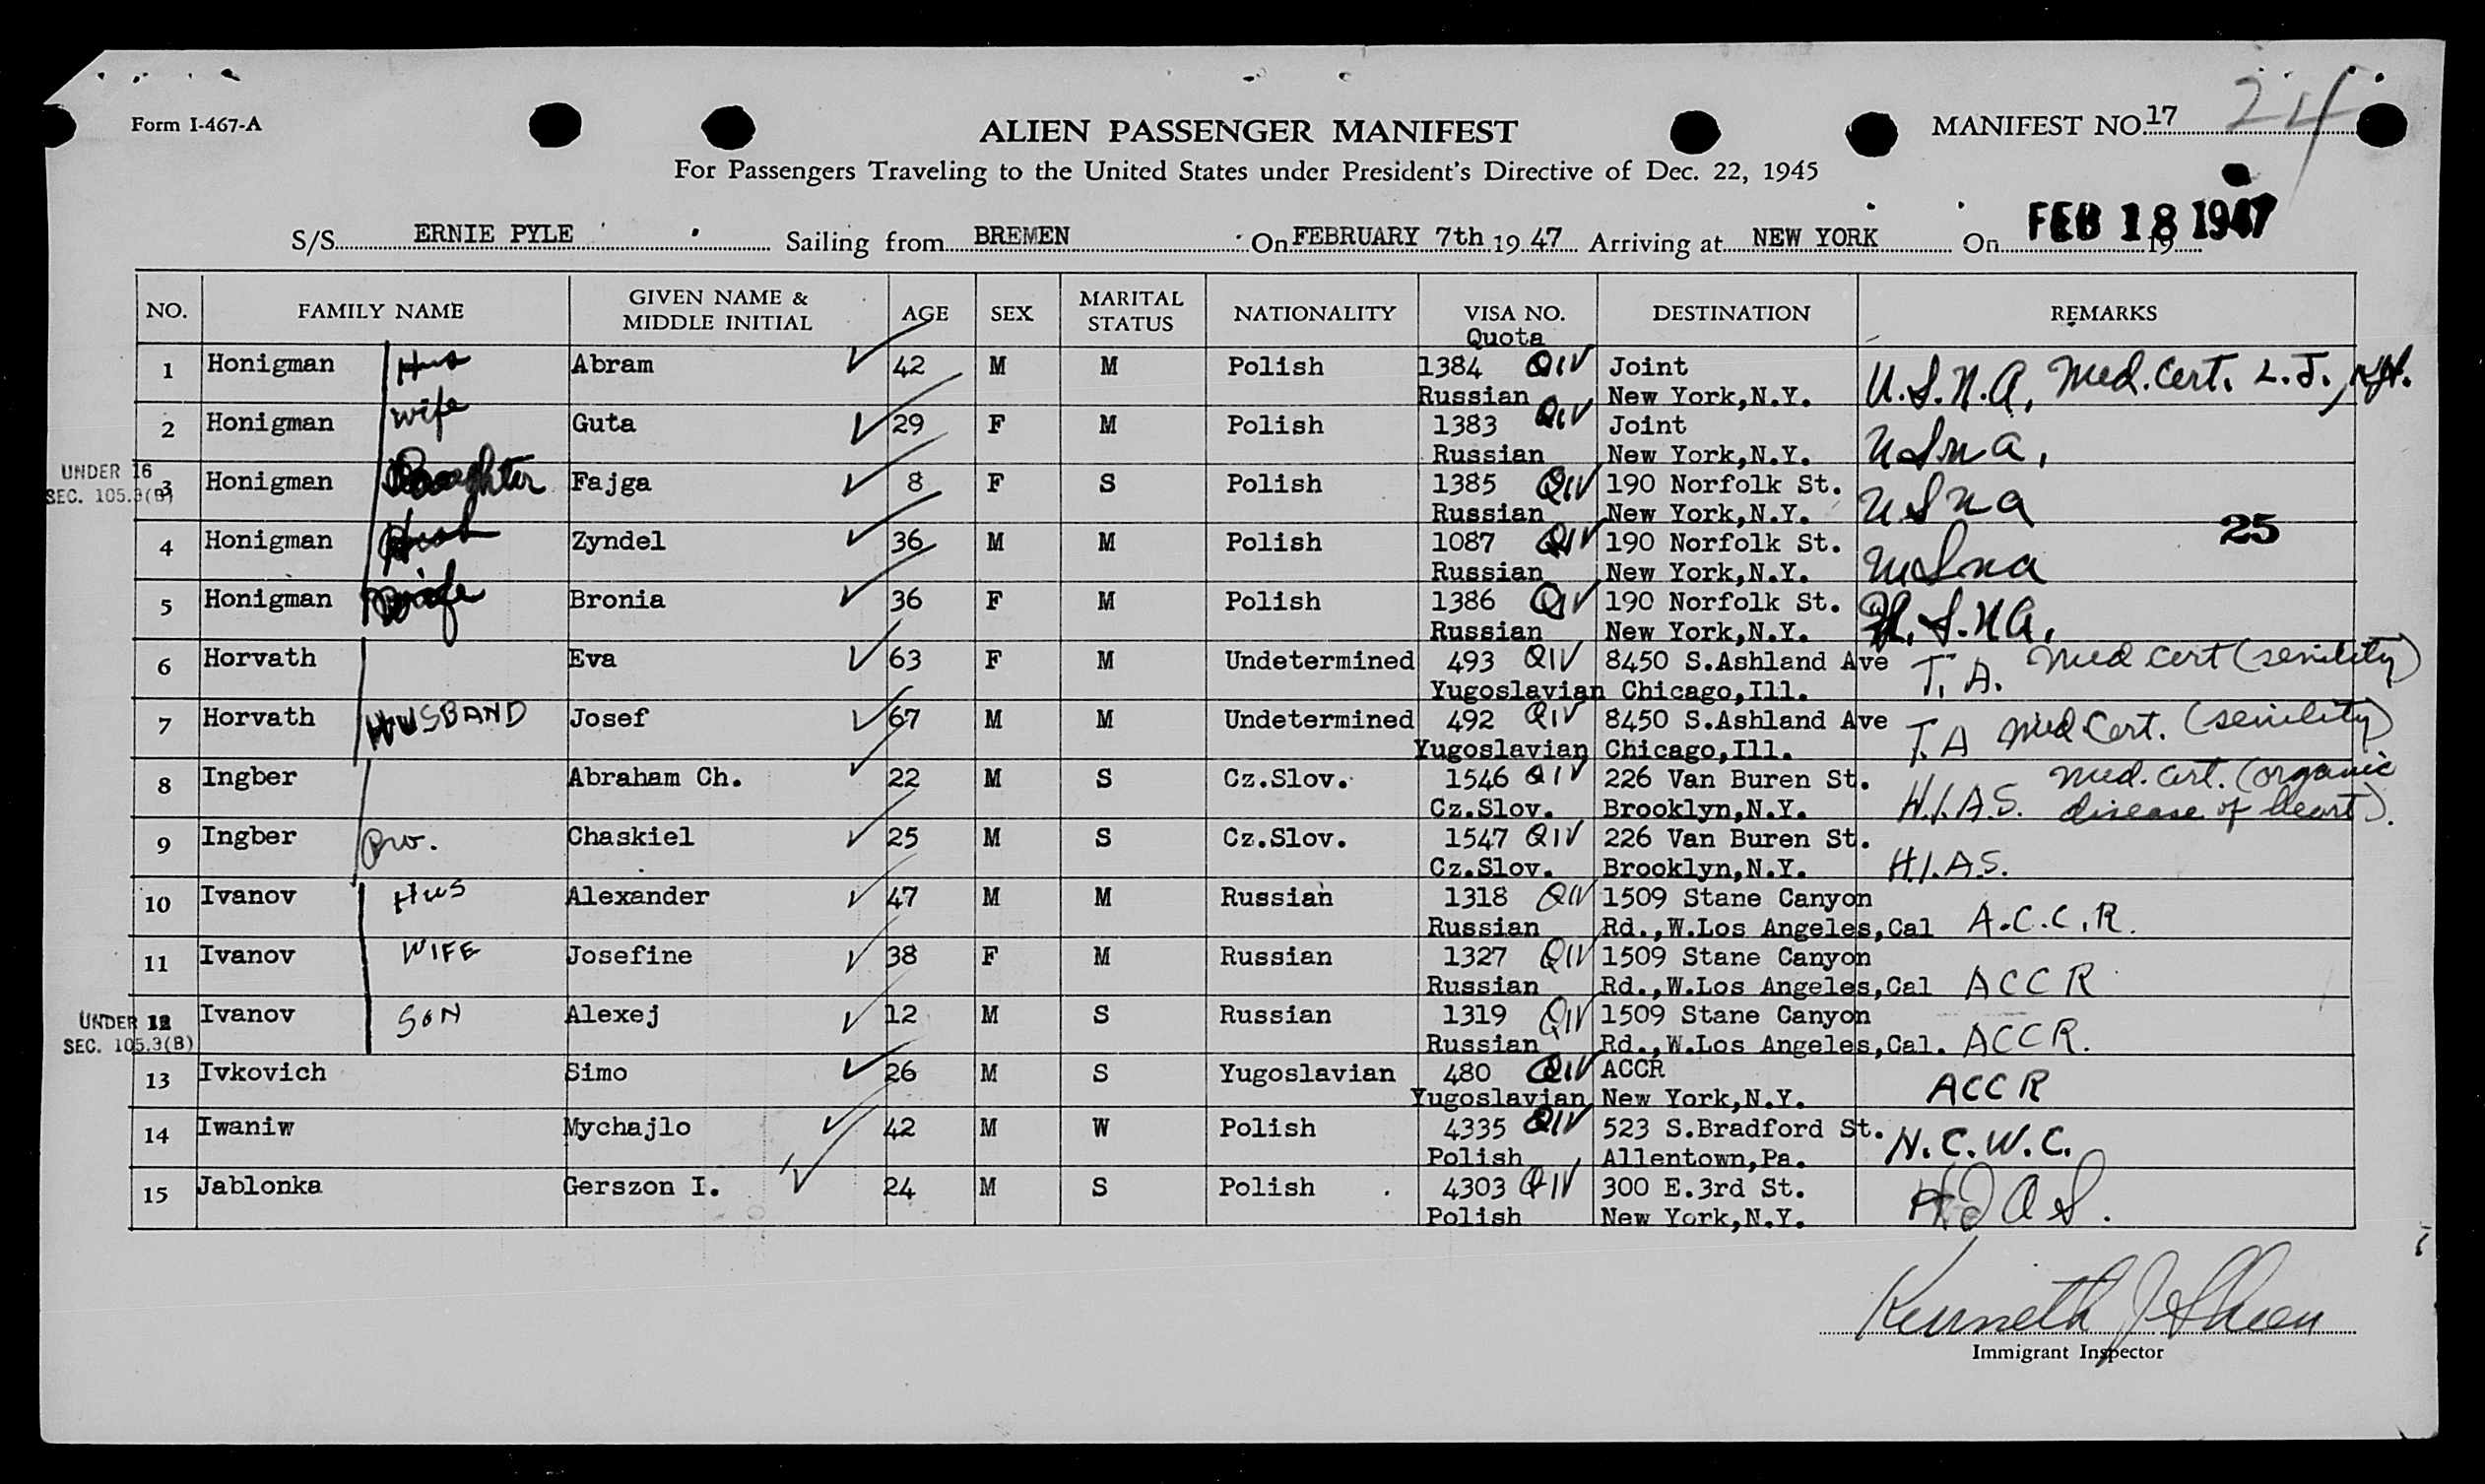 Form I-467-A
ALIEN PASSENGER MANIFEST
MANIFEST NO. 17 24
For Passengers Traveling to the United States under President's Directive of Dec. 22, 1945
S/S ERNIE PYLE Sailing from BREMEN On FEBRUARY 7th 19 47 Arriving at NEW YORK On FEB 18 1947 19
NO. FAMILY NAME GIVEN NAME & MIDDLE INITIAL AGE SEX MARITAL STATUS NATIONALITY VISA NO. Quota DESTINATION REMARKS
1 Honigman Hus Abram 42 M M Polish 1384 QIV Joint U.S.N.A, Med. Cert. L.J.,
Russian New York,N.Y.
2 Honigman wife Guta 29 F M Polish 1383 QIV Joint USNA,
Russian New York,N.Y.
UNDER 16
SEC. 105.3(B)
3 Honigman Daughter Fajga 8 F S Polish 1385 QIV 190 Norfolk St. USNA
Russian New York,N.Y.
25
4 Honigman Hus Zyndel 36 M M Polish 1087 QIV 190 Norfolk St. USNA
Russian New York,N.Y.
5 Honigman Wife Bronia 36 F M Polish 1386 QIV 190 Norfolk St. U.S.NA.
Russian New York,N.Y.
6 Horvath Eva 63 F M Undetermined 493 QIV 8450 S.Ashland Ave T.A. Med cert (senility)
Yugoslavian Chicago,Ill.
7 Horvath HUSBAND Josef 67 M M Undetermined 492 QIV 8450 S.Ashland Ave T.A Med Cert. (senility)
Yugoslavian Chicago,Ill.
8 Ingber Abraham Ch. 22 M S Cz.Slov. 1546 QIV 226 Van Buren St. H.I.A.S. Med. Cert. (organic
Cz.Slov. Brooklyn,N.Y. disease of heart).
9 Ingber Bro. Chaskiel 25 M S Cz.Slov. 1547 QIV 226 Van Buren St. H.I.A.S.
Cz.Slov. Brooklyn,N.Y.
10 Ivanov HUS Alexander 47 M M Russian 1318 QIV 1509 Stane Canyon A.C.C.R.
Russian Rd.,W.Los Angeles,Cal
11 Ivanov WIFE Josefine 38 F M Russian 1327 QIV 1509 Stane Canyon ACCR
Russian Rd.,W.Los Angeles,Cal
UNDER
SEC. 105.3(B)
12 Ivanov SON Alexej 12 M S Russian 1319 QIV 1509 Stane Canyon ACCR.
Russian Rd.,W.Los Angeles,Cal.
13 Ivkovich Simo 26 M S Yugoslavian 480 QIV ACCR ACCR
Yugoslavian New York,N.Y.
14 Iwaniw Mychajlo 42 M W Polish 4335 QIV 523 S.Bradford St. N.C.W.C.
Polish Allentown,Pa.
15 Jablonka Gerszon I. 24 M S Polish 4303 QIV 300 E.3rd St. HIAS.
Polish New York,N.Y.
Kenneth J Sheen
Immigrant Inspector